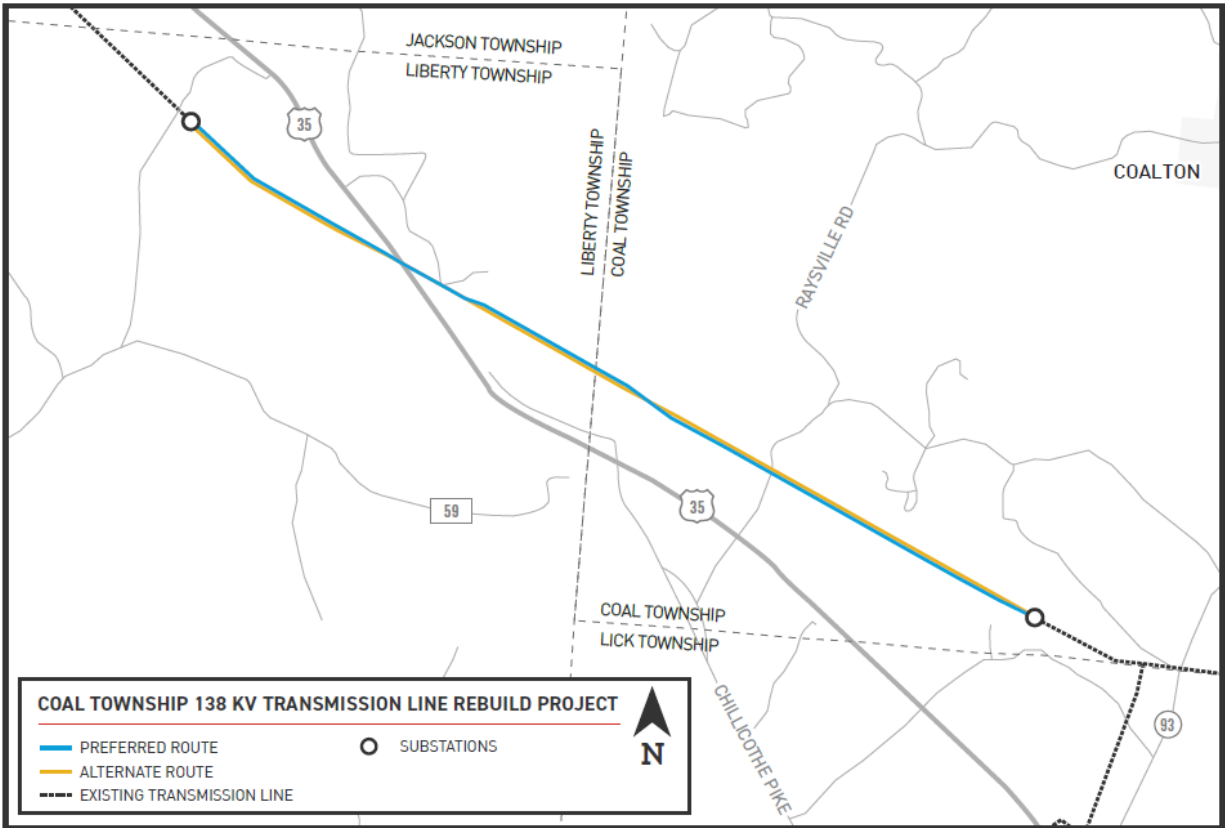 JACKSON TOWNSHIP
LIBERTY TOWNSHIP
35
LIBERTY TOWNSHIP
COAL TOWNSHIP
COALTON
RAYSVILLE RD
59
35
COAL TOWNSHIP
LICK TOWNSHIP
CHILLICOTHE PIKE
93
COAL TOWNSHIP 138 KV TRANSMISSION LINE REBUILD PROJECT
PREFERRED ROUTE
SUBSTATIONS
ALTERNATE ROUTE
EXISTING TRANSMISSION LINE
N